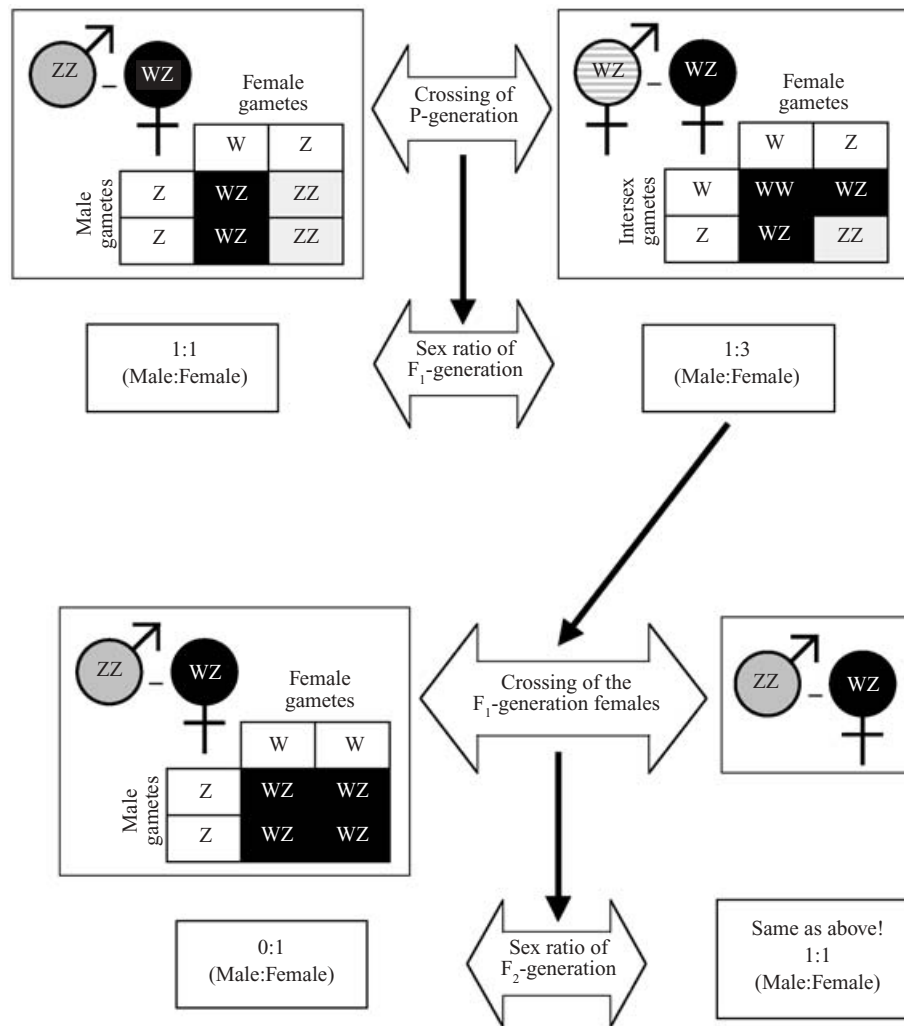 ZZ
WZ
Female
gametes
W Z
Male
gametes
Z WZ ZZ
Z WZ ZZ
Crossing of
P-generation
WZ
WZ
Female
gametes
W Z
Intersex
gametes
W WW WZ
Z WZ ZZ
1:1
(Male:Female)
Sex ratio of
F₁-generation
1:3
(Male:Female)
ZZ
WZ
Female
gametes
W W
Male
gametes
Z WZ WZ
Z WZ WZ
Crossing of the
F₁-generation females
ZZ
WZ
0:1
(Male:Female)
Sex ratio of
F₂-generation
Same as above!
1:1
(Male:Female)